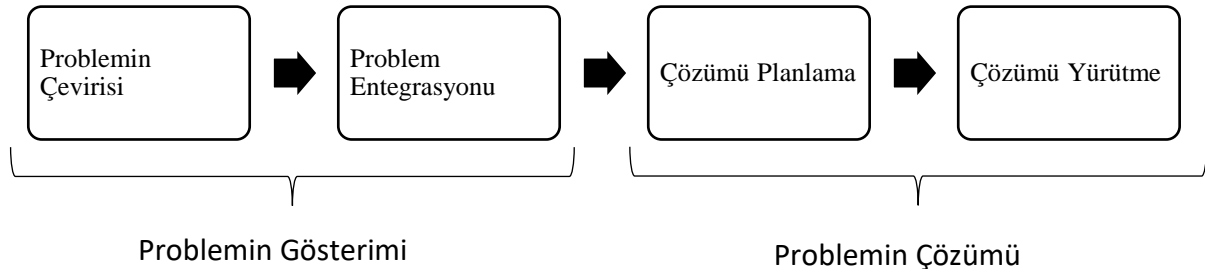 Problemin
Çevirisi
Problem
Entegrasyonu
Çözümü Planlama
Çözümü Yürütme
Problemin Gösterimi
Problemin Çözümü